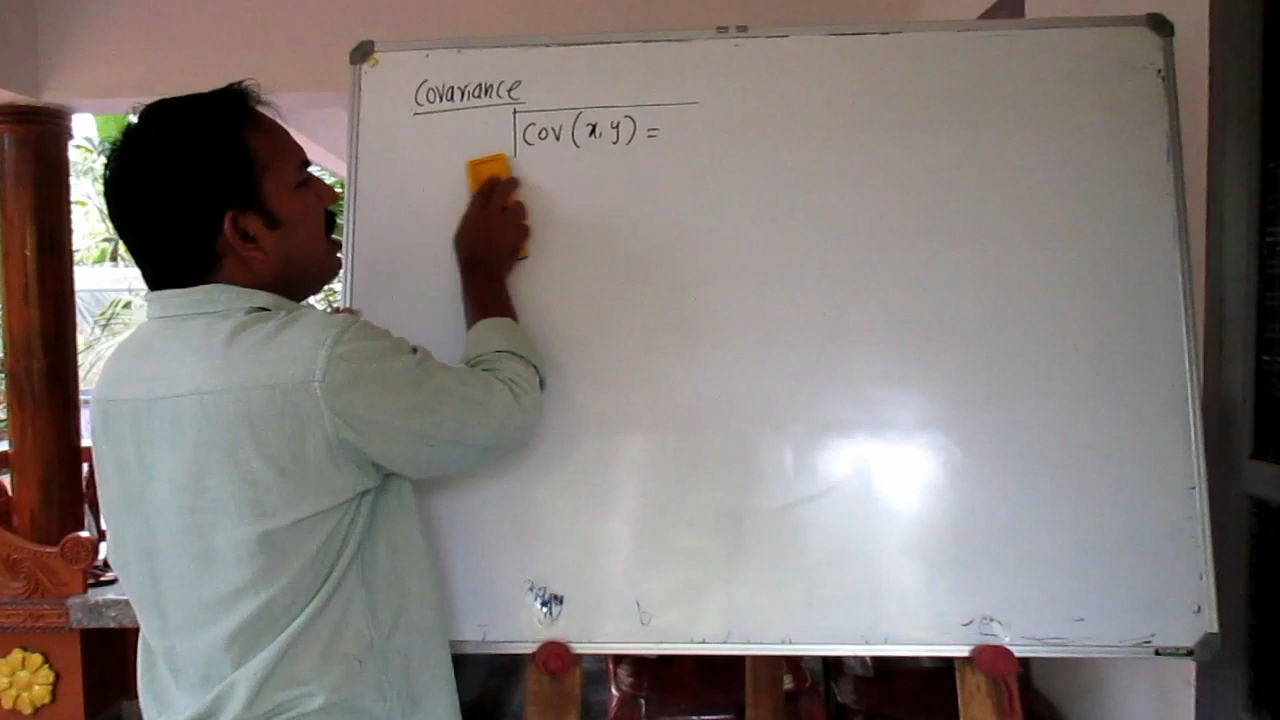 Covariance
Cov (x, y) =